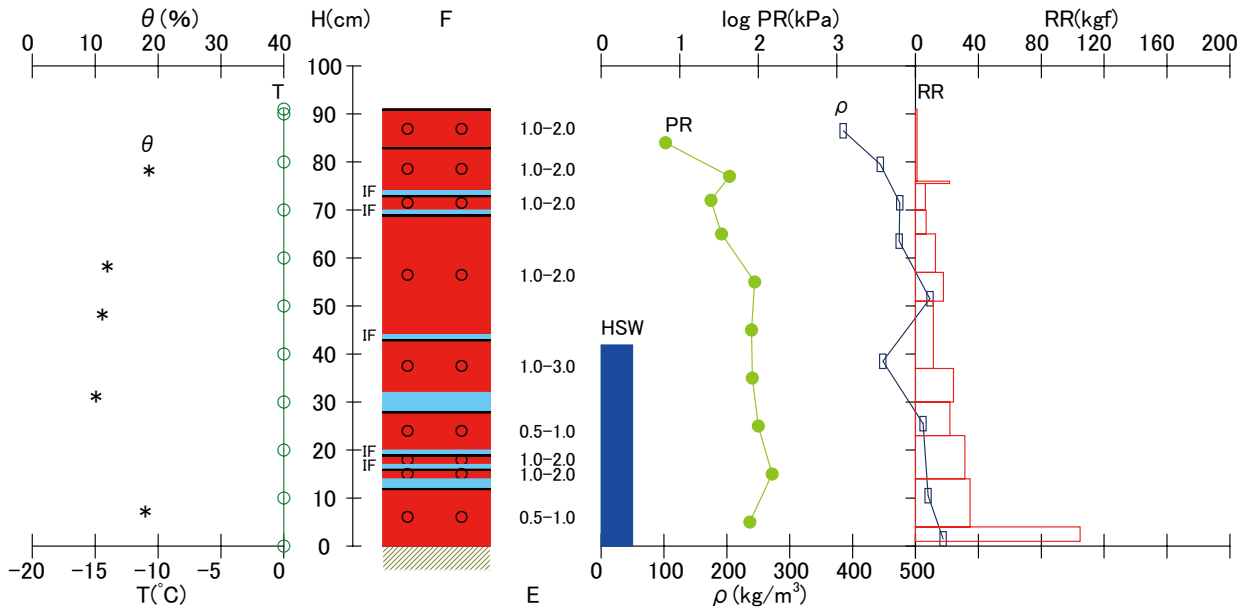 θ(%) H(cm) F log PR(kPa) RR(kgf)
0 10 20 30 40 0 1 2 3 0 40 80 120 160 200
100
T RR
90 ρ
1.0-2.0 PR
θ
80 1.0-2.0
IF
1.0-2.0
70 IF
60
1.0-2.0
50
IF HSW
40
1.0-3.0
30
0.5-1.0
20 IF
1.0-2.0
IF
1.0-2.0
10
0.5-1.0
0
-20 -15 -10 -5 0 0 100 200 300 400 500
T(℃) E ρ(kg/m³)